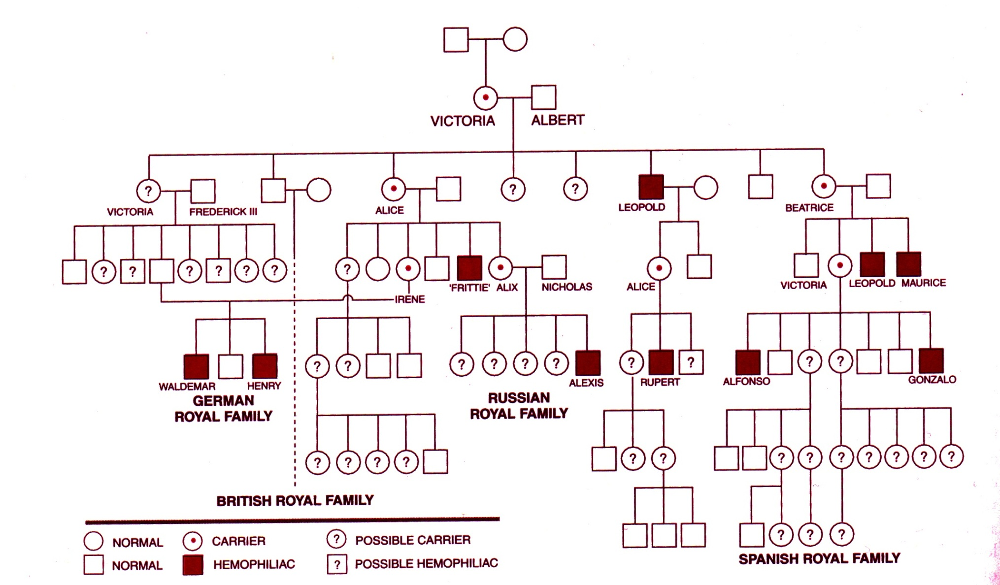 VICTORIA
ALBERT
?
?
?
VICTORIA
FREDERICK III
ALICE
LEOPOLD
BEATRICE
?
?
?
?
?
?
?
'FRITTIE'
ALIX
NICHOLAS
ALICE
VICTORIA
LEOPOLD
MAURICE
IRENE
?
?
?
?
?
?
?
?
?
?
WALDEMAR
HENRY
ALEXIS
RUPERT
ALFONSO
GONZALO
GERMAN
ROYAL FAMILY
RUSSIAN
ROYAL FAMILY
?
?
?
?
?
?
?
?
?
?
?
?
?
BRITISH ROYAL FAMILY
?
?
?
NORMAL
CARRIER
?
POSSIBLE CARRIER
NORMAL
HEMOPHILIAC
?
POSSIBLE HEMOPHILIAC
SPANISH ROYAL FAMILY